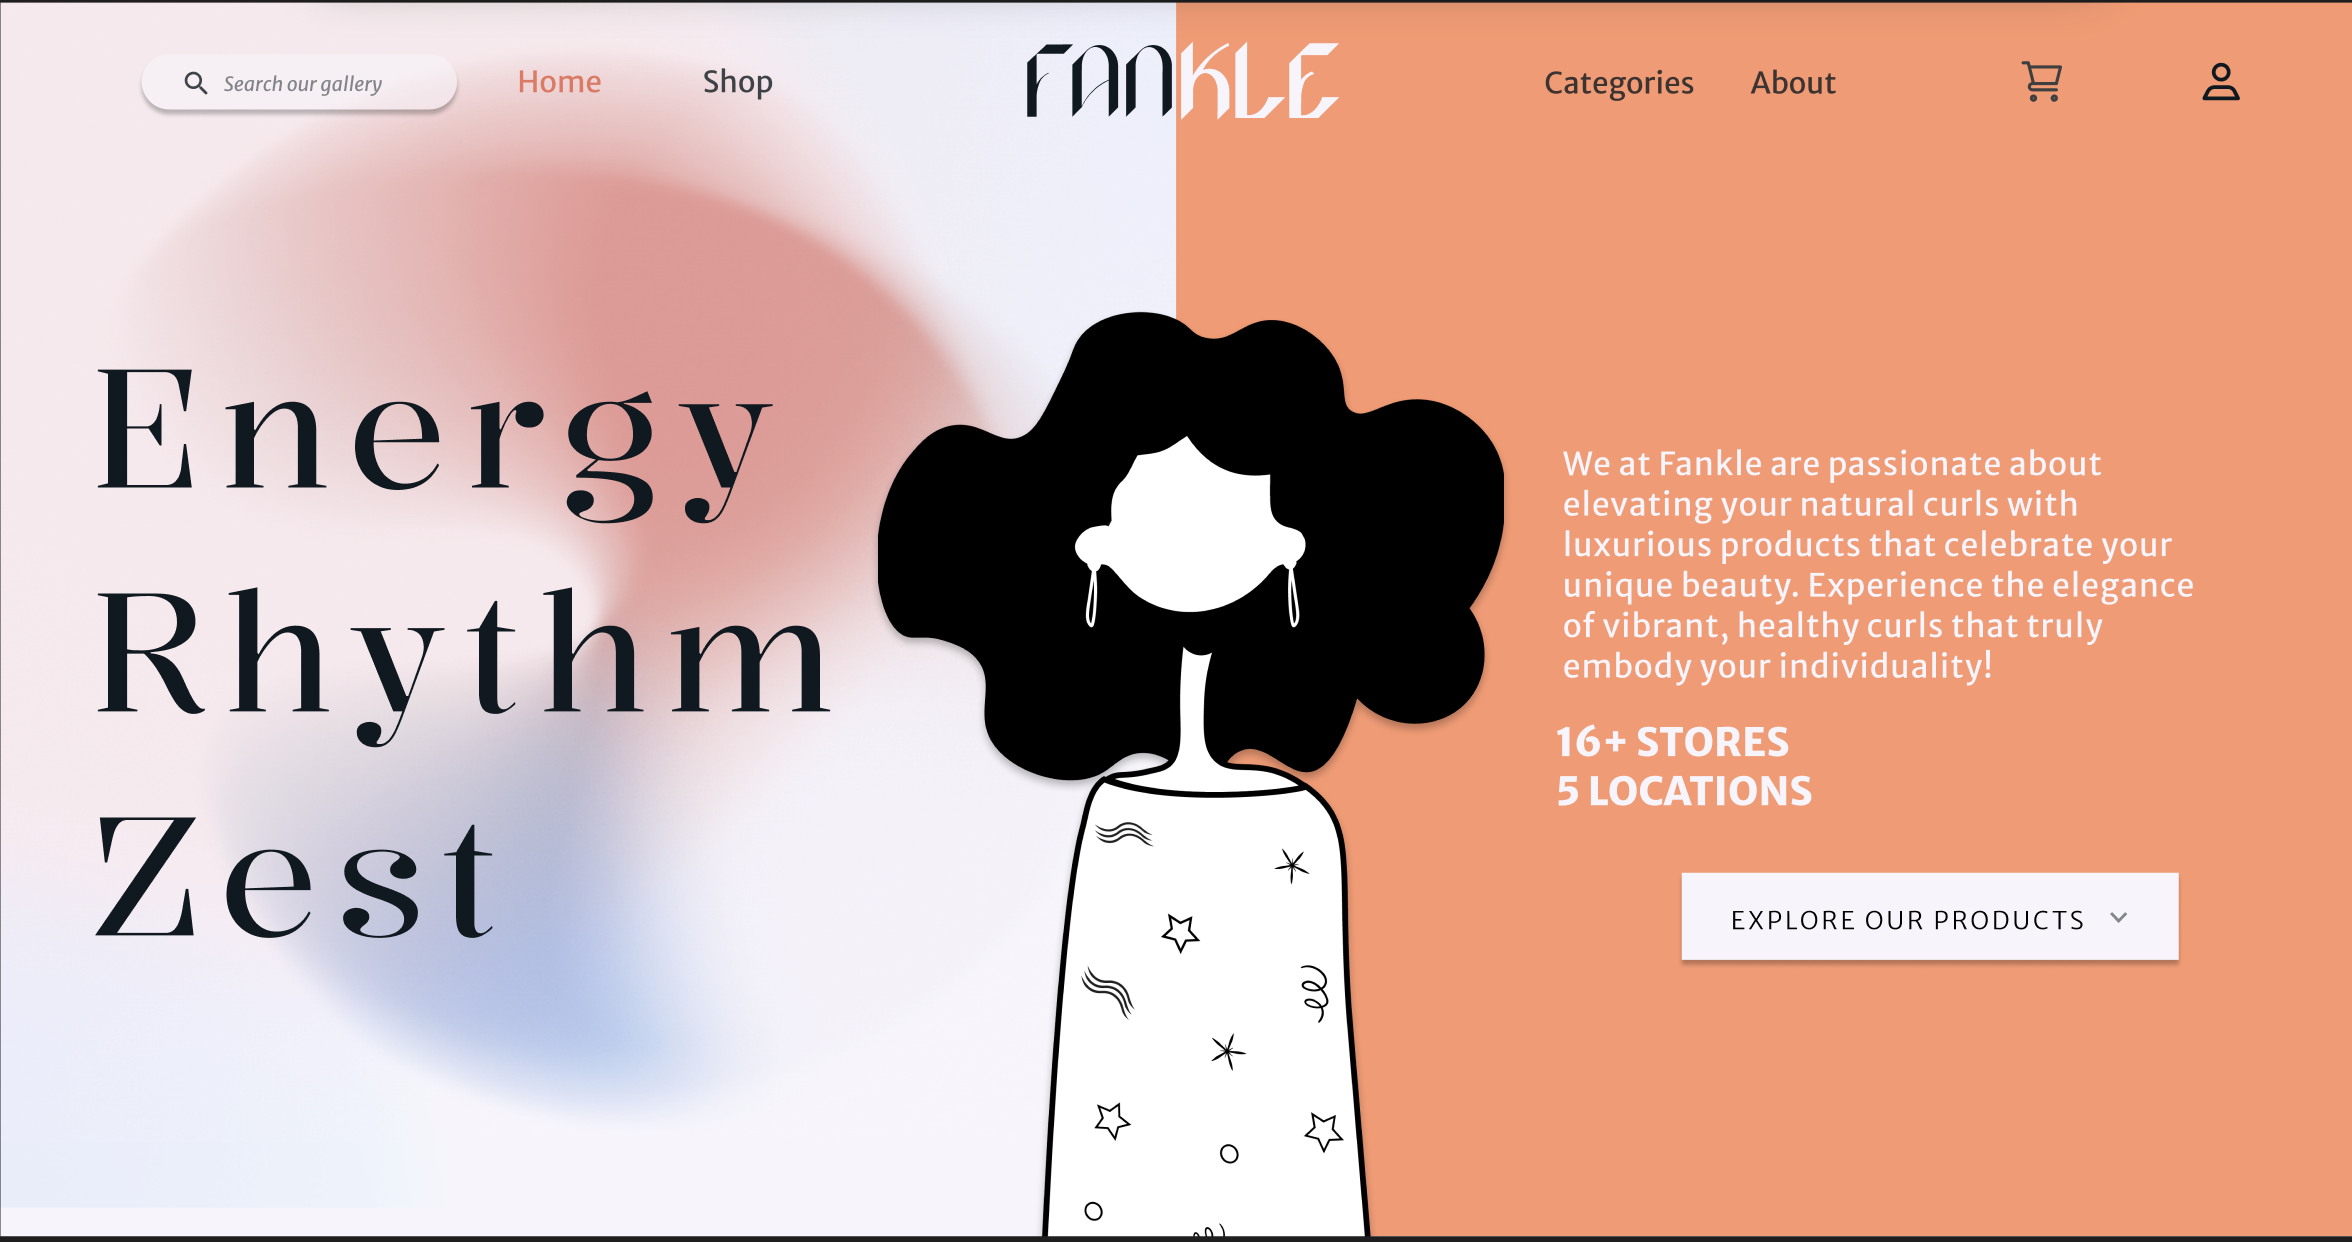 Search our gallery
Home
Shop
FANKLE
Categories
About
Energy
Rhythm
Zest
We at Fankle are passionate about
elevating your natural curls with
luxurious products that celebrate your
unique beauty. Experience the elegance
of vibrant, healthy curls that truly
embody your individuality!
16+ STORES
5 LOCATIONS
EXPLORE OUR PRODUCTS